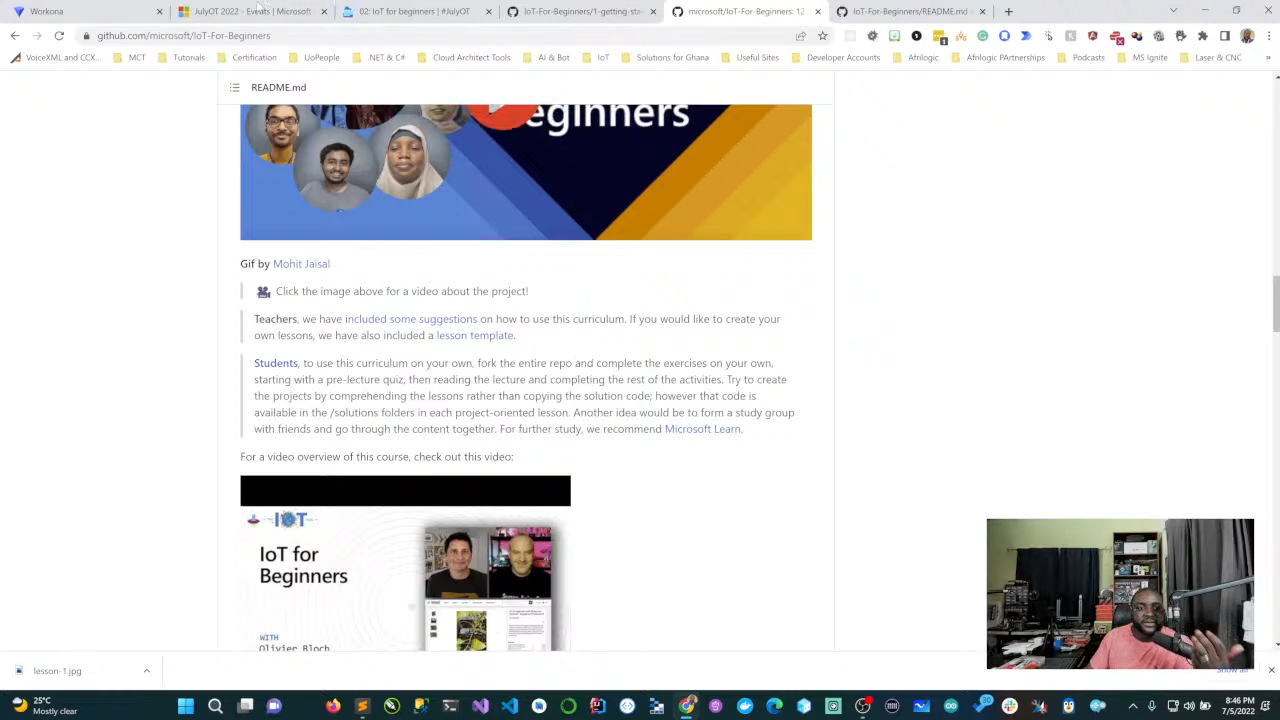 Workona
JulyOT 2022 - Events | Microsoft
02: IoT for beginners | #JulyOT
IoT-For-Beginners/1-getting-sta
microsoft/IoT-For-Beginners: 12
IoT-For-Beginners/README.md
github.com/microsoft/IoT-For-Beginners
VoiceXML and CCX...
MCT
Tutorials
Certification
UoPeople
.NET & C#
Cloud Architect Tools
AI & Bot
IoT
Solutions for Ghana
Useful Sites
Developer Accounts
Afrilogic
Afrilogic PArtnerships
Podcasts
MS Ignite
Laser & CNC
README.md
eginners
Gif by Mohit Jaisal
Click the image above for a video about the project!
Teachers, we have included some suggestions on how to use this curriculum. If you would like to create your
own lessons, we have also included a lesson template.
Students, to use this curriculum on your own, fork the entire repo and complete the exercises on your own,
starting with a pre-lecture quiz, then reading the lecture and completing the rest of the activities. Try to create
the projects by comprehending the lessons rather than copying the solution code; however that code is
available in the /solutions folders in each project-oriented lesson. Another idea would be to form a study group
with friends and go through the content together. For further study, we recommend Microsoft Learn.
For a video overview of this course, check out this video:
IOT
IoT for
Beginners
WITH
Olivier Bloch
lesson-1.jpg
Show all
25°C
Mostly clear
8:46 PM
7/5/2022